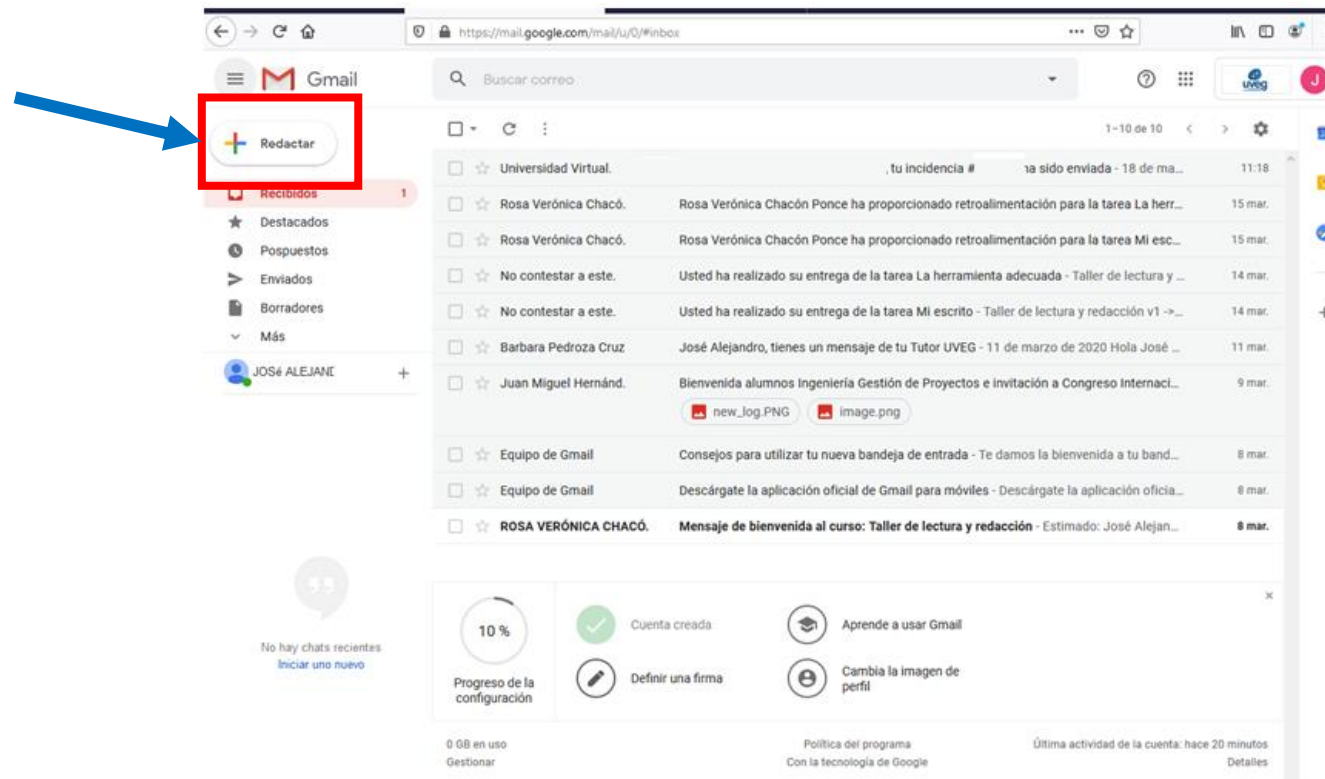 https://mail.google.com/mail/u/0/#inbox
Gmail
Buscar correo
uveg
J
Redactar
1-10 de 10
Recibidos 1
Destacados
Pospuestos
Enviados
Borradores
Más
JOSé ALEJAND
Universidad Virtual. , tu incidencia # ha sido enviada - 18 de ma... 11:18
Rosa Verónica Chacó. Rosa Verónica Chacón Ponce ha proporcionado retroalimentación para la tarea La herr... 15 mar.
Rosa Verónica Chacó. Rosa Verónica Chacón Ponce ha proporcionado retroalimentación para la tarea Mi esc... 15 mar.
No contestar a este. Usted ha realizado su entrega de la tarea La herramienta adecuada - Taller de lectura y ... 14 mar.
No contestar a este. Usted ha realizado su entrega de la tarea Mi escrito - Taller de lectura y redacción v1 ->... 14 mar.
Barbara Pedroza Cruz José Alejandro, tienes un mensaje de tu Tutor UVEG - 11 de marzo de 2020 Hola José ... 11 mar.
Juan Miguel Hernánd. Bienvenida alumnos Ingeniería Gestión de Proyectos e invitación a Congreso Internaci... 9 mar.
new_log.PNG image.png
Equipo de Gmail Consejos para utilizar tu nueva bandeja de entrada - Te damos la bienvenida a tu band... 8 mar.
Equipo de Gmail Descárgate la aplicación oficial de Gmail para móviles - Descárgate la aplicación oficia... 8 mar.
ROSA VERÓNICA CHACÓ. Mensaje de bienvenida al curso: Taller de lectura y redacción - Estimado: José Alejan... 8 mar.
No hay chats recientes
Iniciar uno nuevo
10 %
Progreso de la
configuración
Cuenta creada
Aprende a usar Gmail
Definir una firma
Cambia la imagen de
perfil
0 GB en uso
Gestionar
Política del programa
Con la tecnología de Google
Última actividad de la cuenta: hace 20 minutos
Detalles